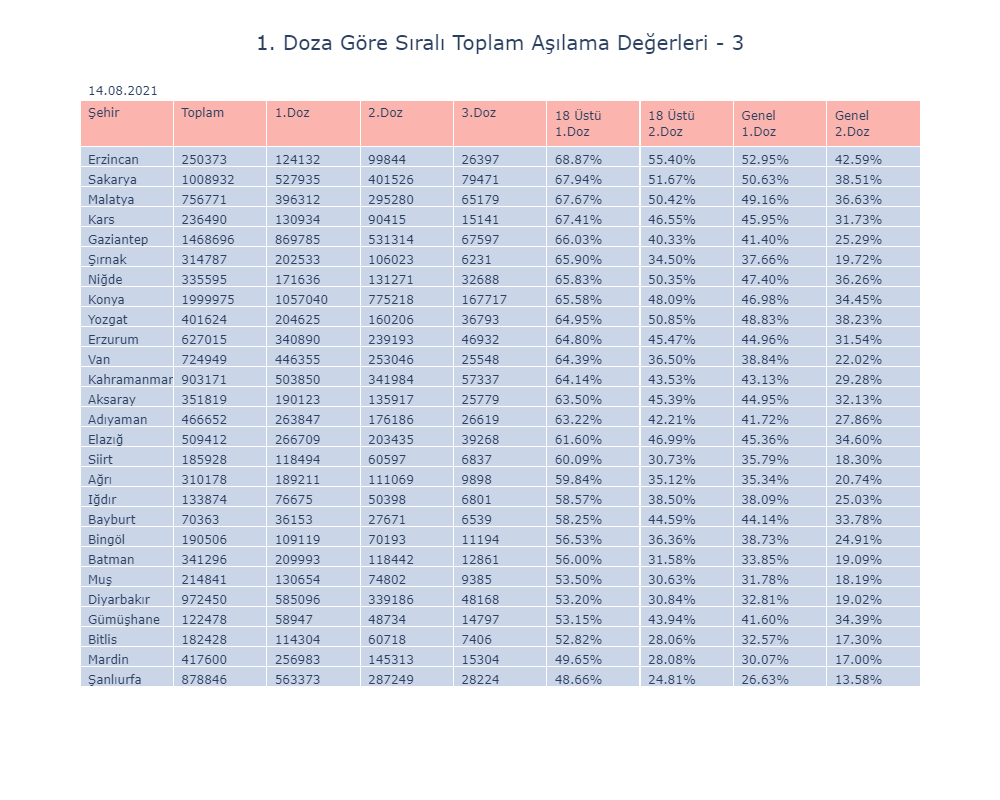 1. Doza Göre Sıralı Toplam Aşılama Değerleri - 3
14.08.2021
Şehir Toplam 1.Doz 2.Doz 3.Doz 18 Üstü 1.Doz 18 Üstü 2.Doz Genel 1.Doz Genel 2.Doz
Erzincan 250373 124132 99844 26397 68.87% 55.40% 52.95% 42.59%
Sakarya 1008932 527935 401526 79471 67.94% 51.67% 50.63% 38.51%
Malatya 756771 396312 295280 65179 67.67% 50.42% 49.16% 36.63%
Kars 236490 130934 90415 15141 67.41% 46.55% 45.95% 31.73%
Gaziantep 1468696 869785 531314 67597 66.03% 40.33% 41.40% 25.29%
Şırnak 314787 202533 106023 6231 65.90% 34.50% 37.66% 19.72%
Niğde 335595 171636 131271 32688 65.83% 50.35% 47.40% 36.26%
Konya 1999975 1057040 775218 167717 65.58% 48.09% 46.98% 34.45%
Yozgat 401624 204625 160206 36793 64.95% 50.85% 48.83% 38.23%
Erzurum 627015 340890 239193 46932 64.80% 45.47% 44.96% 31.54%
Van 724949 446355 253046 25548 64.39% 36.50% 38.84% 22.02%
Kahramanmar 903171 503850 341984 57337 64.14% 43.53% 43.13% 29.28%
Aksaray 351819 190123 135917 25779 63.50% 45.39% 44.95% 32.13%
Adıyaman 466652 263847 176186 26619 63.22% 42.21% 41.72% 27.86%
Elazığ 509412 266709 203435 39268 61.60% 46.99% 45.36% 34.60%
Siirt 185928 118494 60597 6837 60.09% 30.73% 35.79% 18.30%
Ağrı 310178 189211 111069 9898 59.84% 35.12% 35.34% 20.74%
Iğdır 133874 76675 50398 6801 58.57% 38.50% 38.09% 25.03%
Bayburt 70363 36153 27671 6539 58.25% 44.59% 44.14% 33.78%
Bingöl 190506 109119 70193 11194 56.53% 36.36% 38.73% 24.91%
Batman 341296 209993 118442 12861 56.00% 31.58% 33.85% 19.09%
Muş 214841 130654 74802 9385 53.50% 30.63% 31.78% 18.19%
Diyarbakır 972450 585096 339186 48168 53.20% 30.84% 32.81% 19.02%
Gümüşhane 122478 58947 48734 14797 53.15% 43.94% 41.60% 34.39%
Bitlis 182428 114304 60718 7406 52.82% 28.06% 32.57% 17.30%
Mardin 417600 256983 145313 15304 49.65% 28.08% 30.07% 17.00%
Şanlıurfa 878846 563373 287249 28224 48.66% 24.81% 26.63% 13.58%